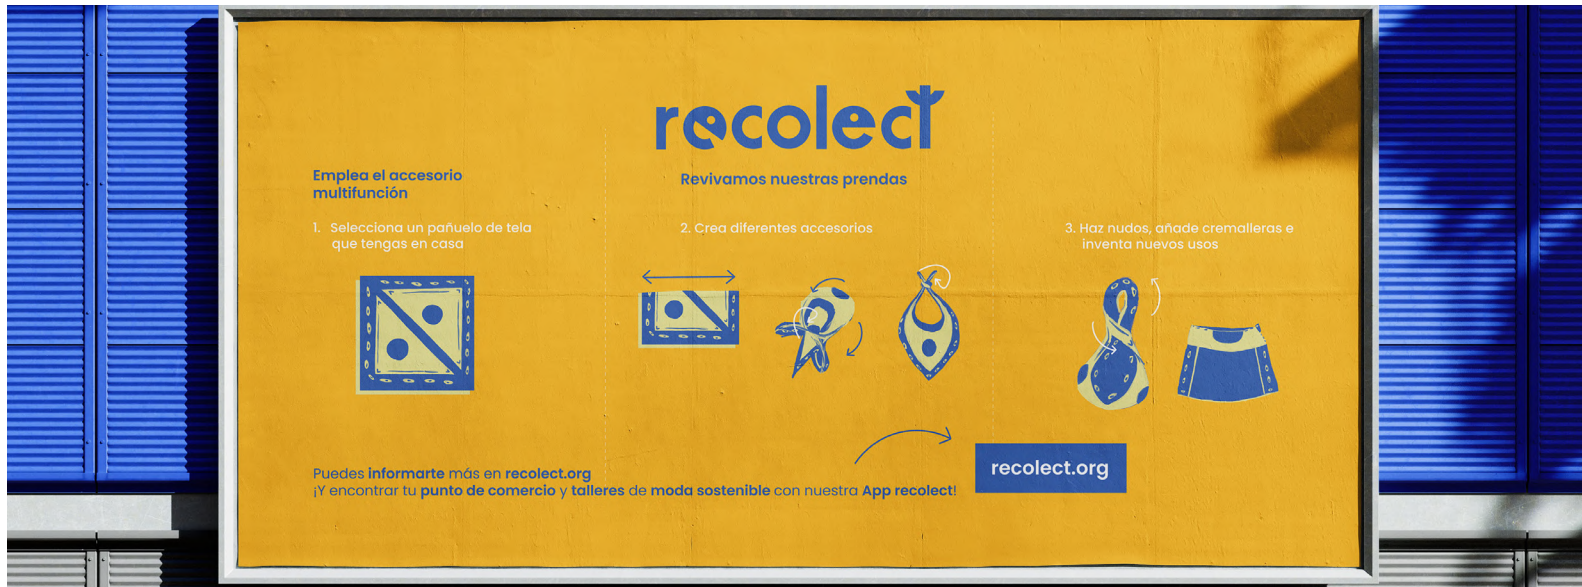 recolect
Emplea el accesorio
multifunción
Revivamos nuestras prendas
1. Selecciona un pañuelo de tela
que tengas en casa
2. Crea diferentes accesorios
3. Haz nudos, añade cremalleras e
inventa nuevos usos
recolect.org
Puedes informarte más en recolect.org
¡Y encontrar tu punto de comercio y talleres de moda sostenible con nuestra App recolect!